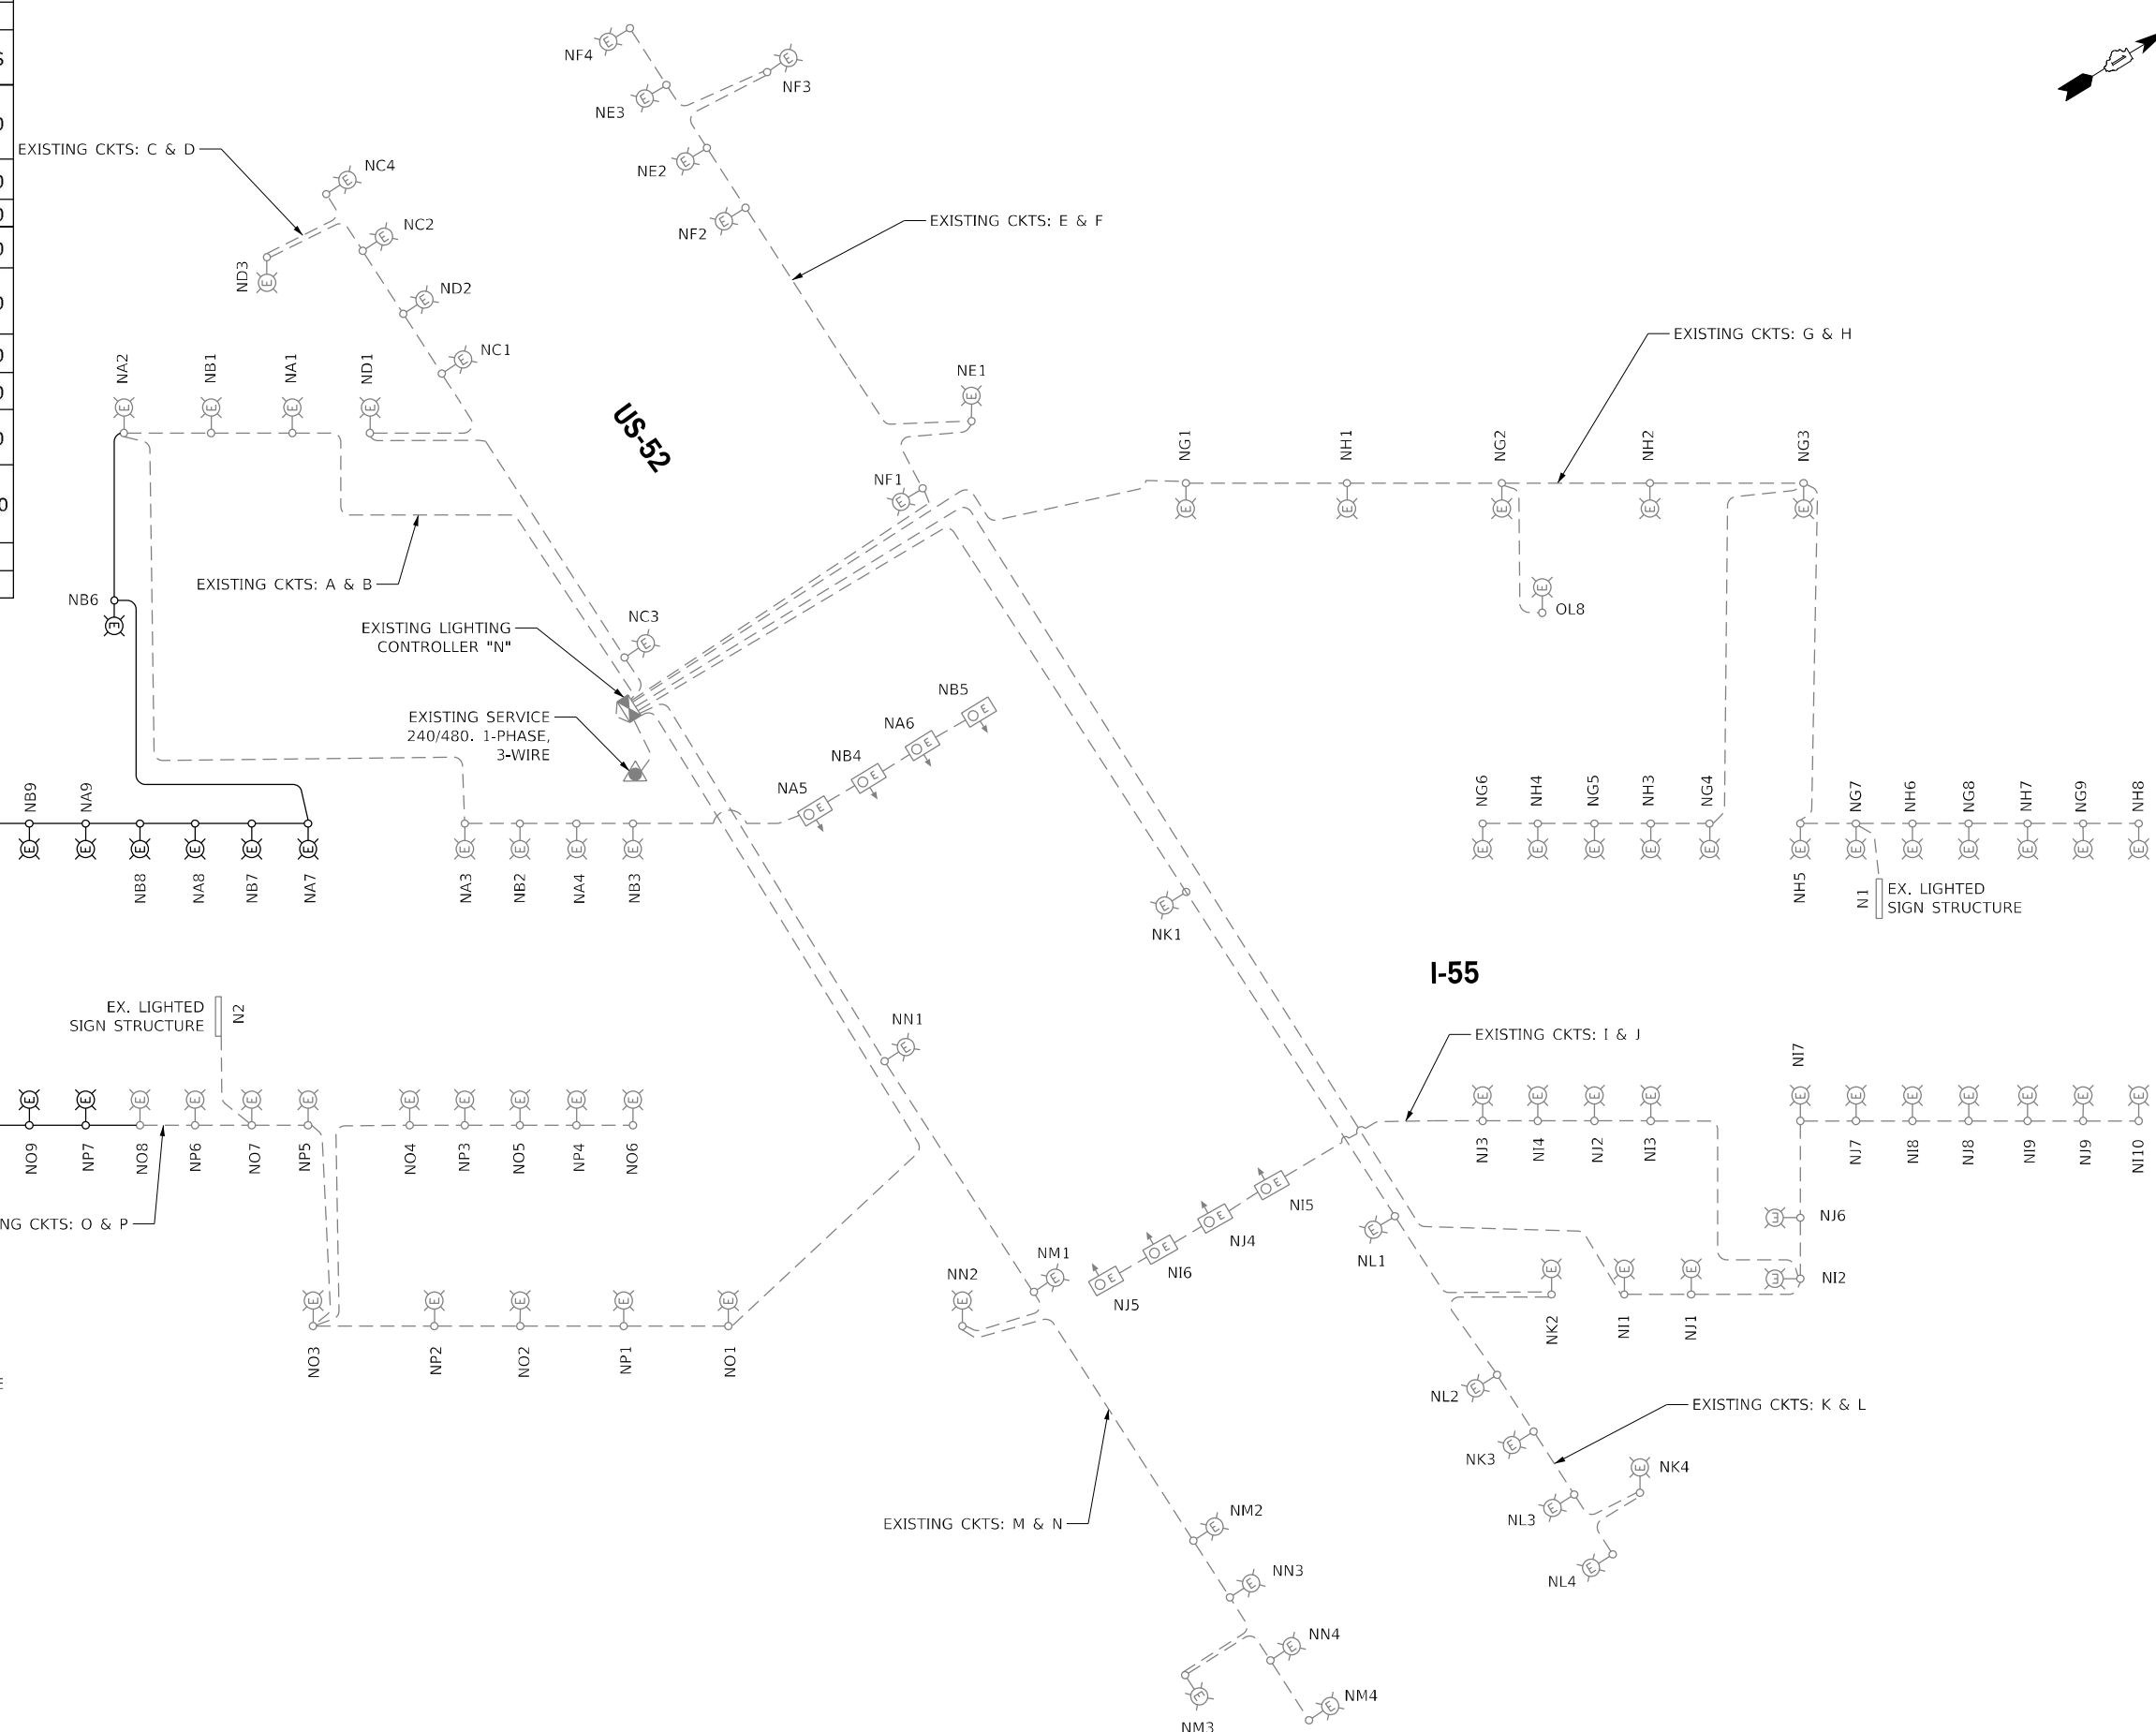 NF4
NF3
NE3
EXISTING CKTS: C & D
NC4
NE2
NC2
NF2
EXISTING CKTS: E & F
ND3
ND2
EXISTING CKTS: G & H
NC1
NA2
NB1
NA1
ND1
NE1
US-52
NG1
NH1
NG2
NH2
NG3
NF1
EXISTING CKTS: A & B
NB6
OL8
NC3
EXISTING LIGHTING
CONTROLLER "N"
NB5
EXISTING SERVICE
240/480. 1-PHASE,
3-WIRE
NA6
NB4
NA5
NB9
NA9
NG6
NH4
NG5
NH3
NG4
NG7
NH6
NG8
NH7
NG9
NH8
NB8
NA8
NB7
NA7
NA3
NB2
NA4
NB3
NH5
N1
EX. LIGHTED
SIGN STRUCTURE
NK1
I-55
EX. LIGHTED
SIGN STRUCTURE
N2
NN1
EXISTING CKTS: I & J
NI7
NO9
NP7
NO8
NP6
NO7
NP5
NO4
NP3
NO5
NP4
NO6
NJ3
NI4
NJ2
NI3
NJ7
NI8
NJ8
NI9
NJ9
NI10
NG CKTS: O & P
NI5
NJ6
NJ4
NM1
NL1
NN2
NI6
NI2
NJ5
NO3
NP2
NO2
NP1
NO1
NK2
NI1
NJ1
NL2
EXISTING CKTS: K & L
NK3
NK4
NL3
EXISTING CKTS: M & N
NM2
NN3
NL4
NN4
NM4
NM3